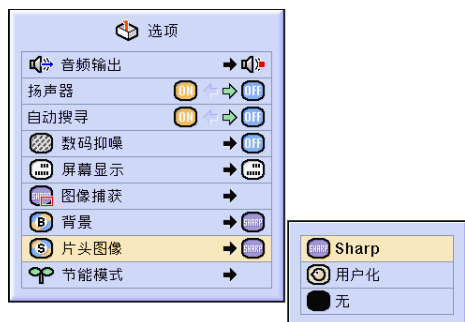 选项
音频输出
扬声器 ON OFF
自动搜寻 ON OFF
数码抑噪 OFF
屏幕显示
图像捕获
B 背景 SHARP
S 片头图像 SHARP
节能模式
SHARP Sharp
用户化
无